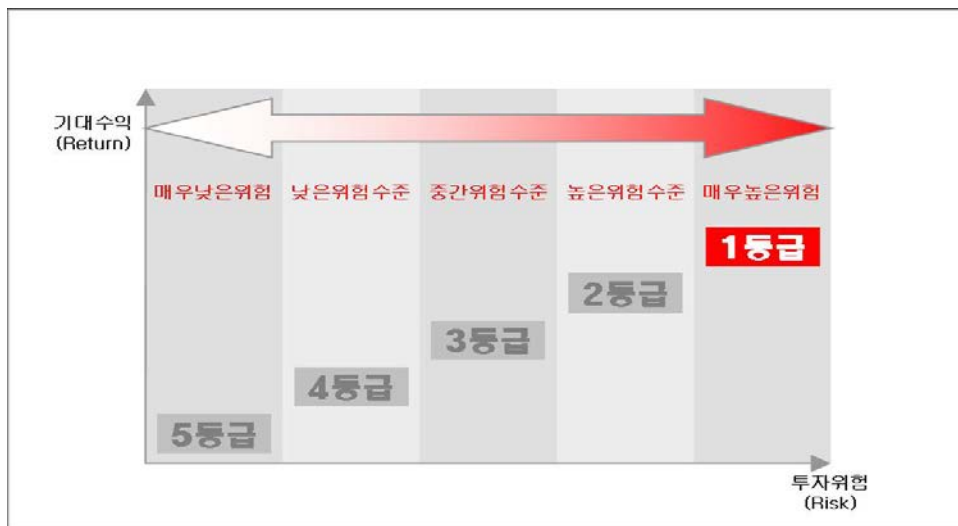 기대수익
(Return)
매우낮은위험 낮은위험수준 중간위험수준 높은위험수준 매우높은위험
1등급
2등급
3등급
4등급
5등급
투자위험
(Risk)